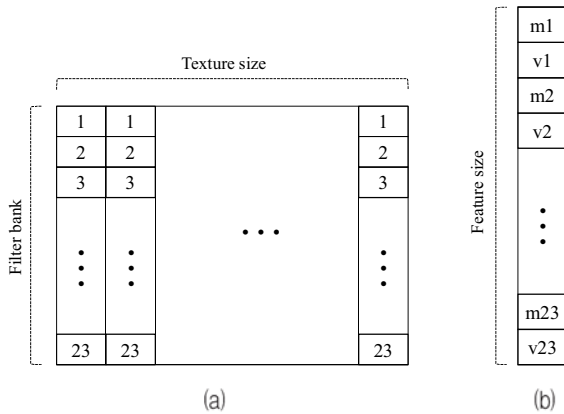 Texture size
Filter bank
1 1 1
2 2 2
3 3 3
23 23 23
(a)
Feature size
m1
v1
m2
v2
m23
v23
(b)